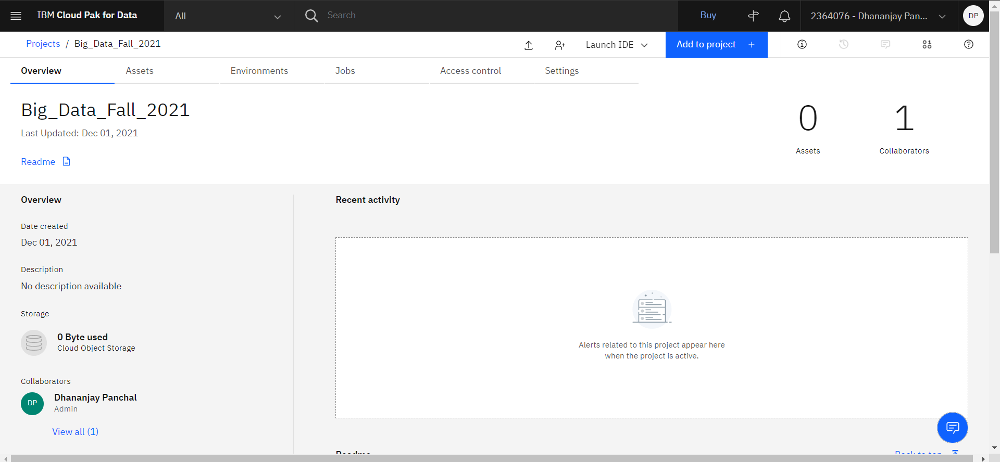 IBM Cloud Pak for Data
All
Search
Buy
2364076 - Dhananjay Pan...
DP
Projects / Big_Data_Fall_2021
Launch IDE
Add to project +
Overview
Assets
Environments
Jobs
Access control
Settings
Big_Data_Fall_2021
Last Updated: Dec 01, 2021
Readme
0
Assets
1
Collaborators
Overview
Date created
Dec 01, 2021
Description
No description available
Storage
0 Byte used
Cloud Object Storage
Collaborators
DP
Dhananjay Panchal
Admin
View all (1)
Recent activity
Alerts related to this project appear here
when the project is active.
Readme
Back to top